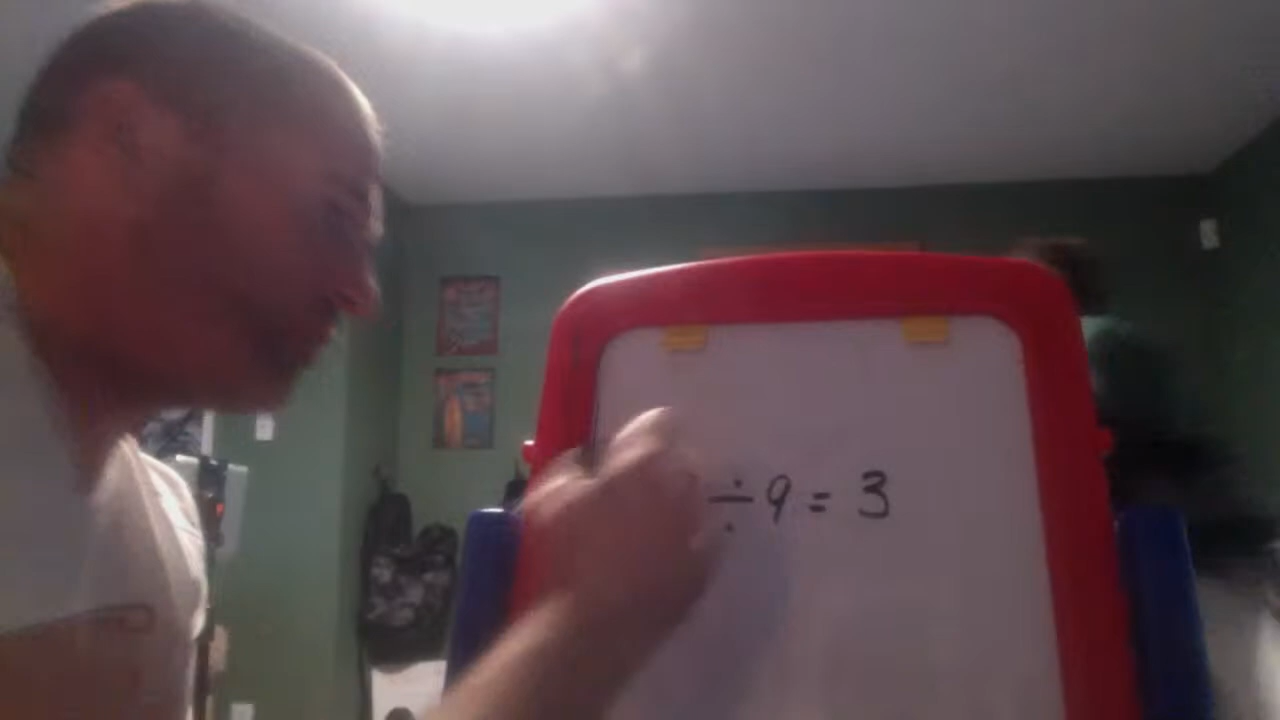 ÷ 9 = 3